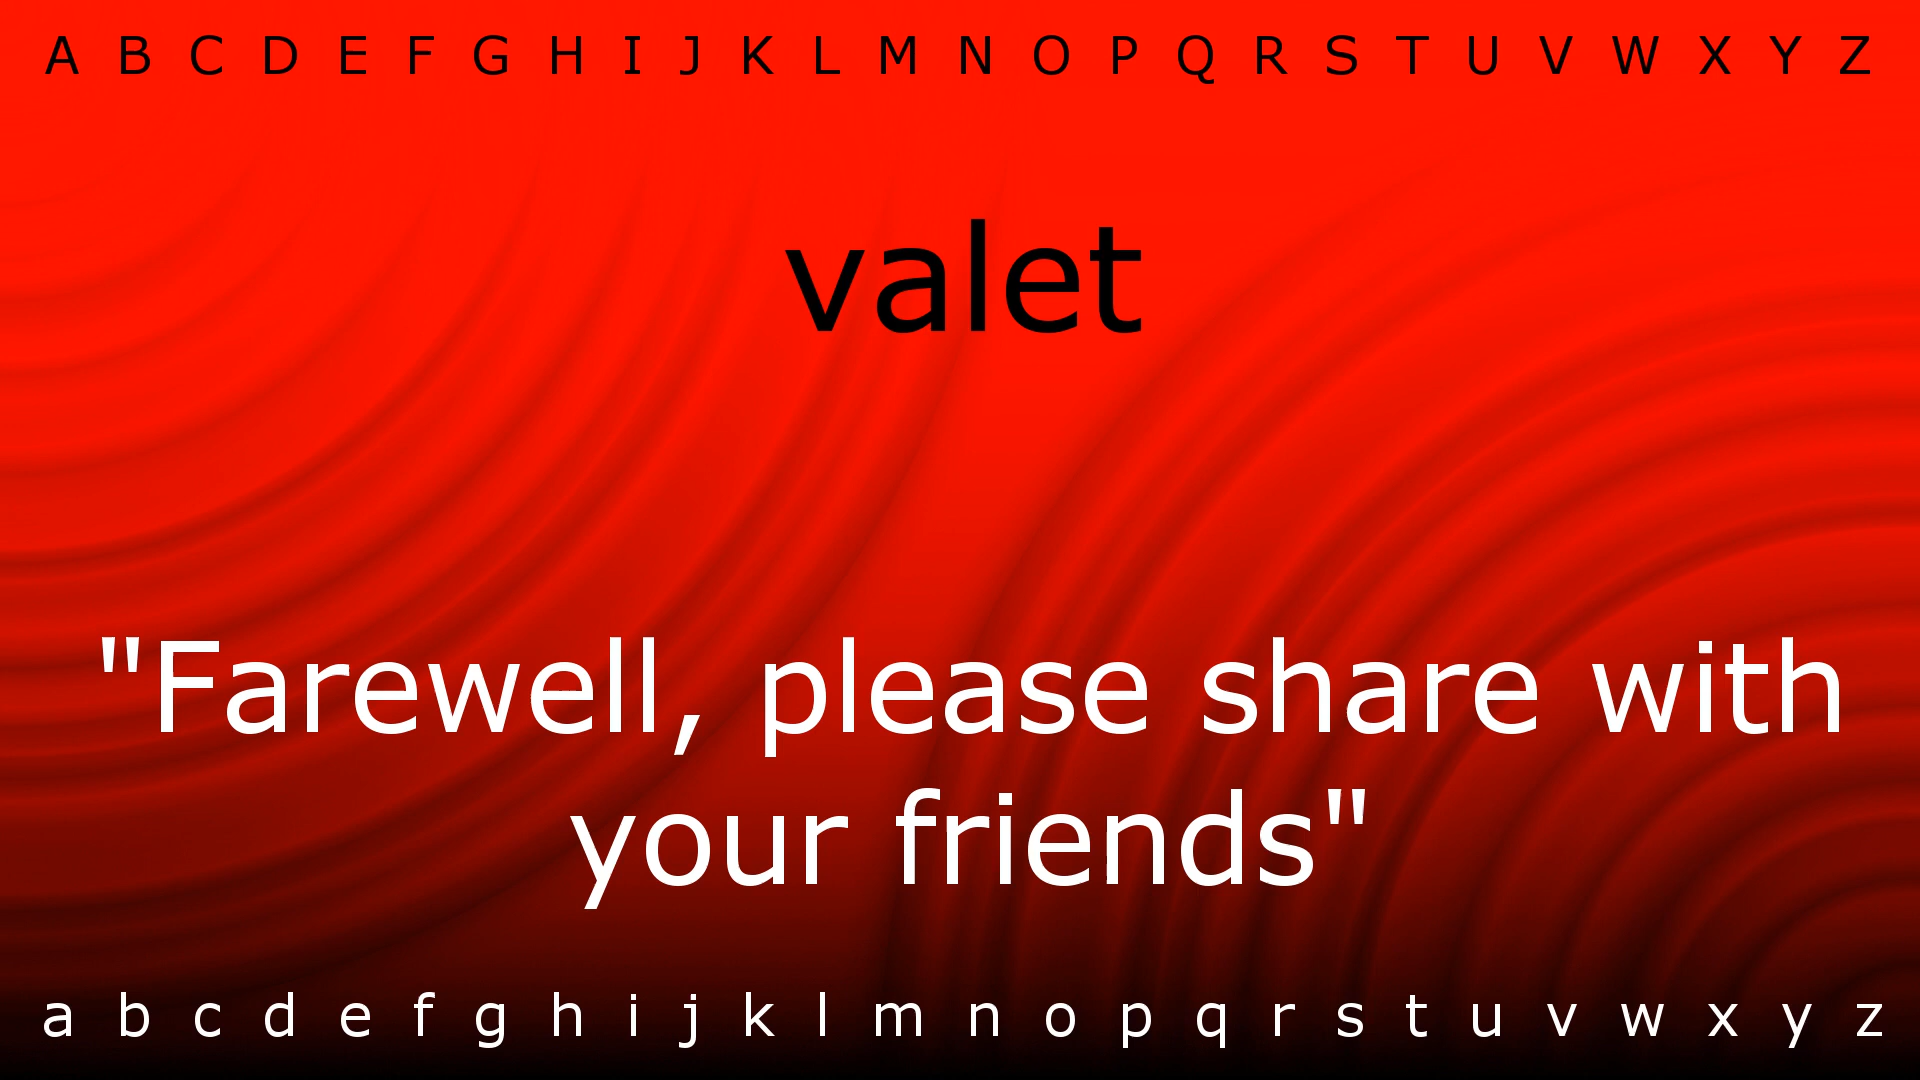 A B C D E F G H I J K L M N O P Q R S T U V W X Y Z
valet
"Farewell, please share with
your friends"
a b c d e f g h i j k l m n o p q r s t u v w x y z